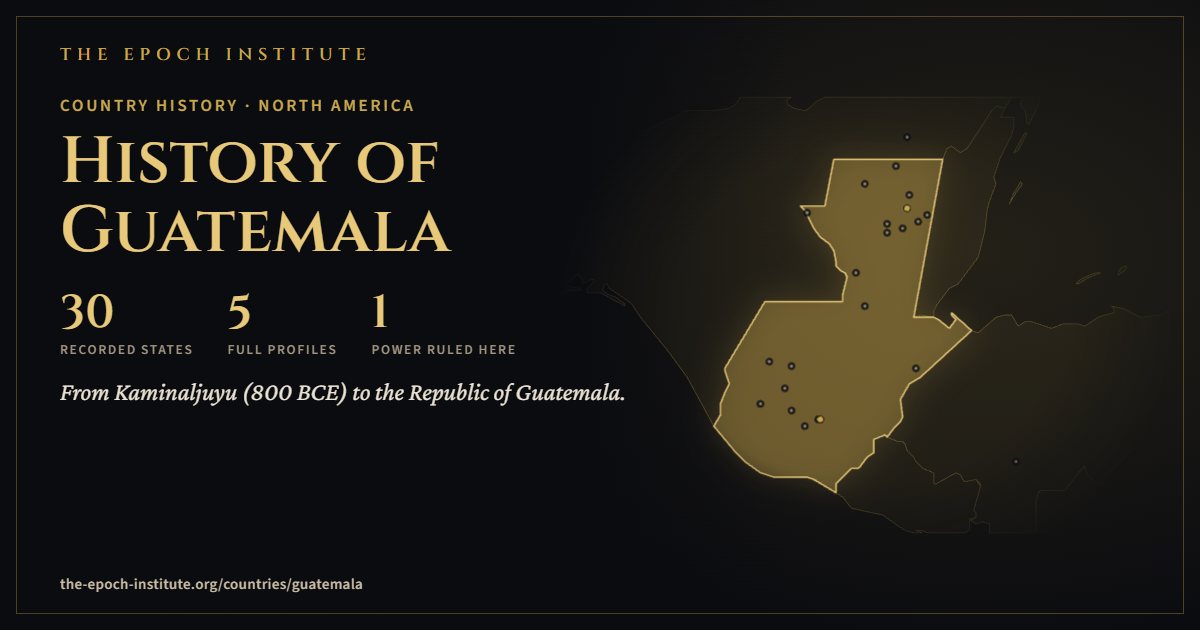 THE EPOCH INSTITUTE
COUNTRY HISTORY · NORTH AMERICA
History of
Guatemala
30
RECORDED STATES
5
FULL PROFILES
1
POWER RULED HERE
From Kaminaljuyu (800 BCE) to the Republic of Guatemala.
the-epoch-institute.org/countries/guatemala